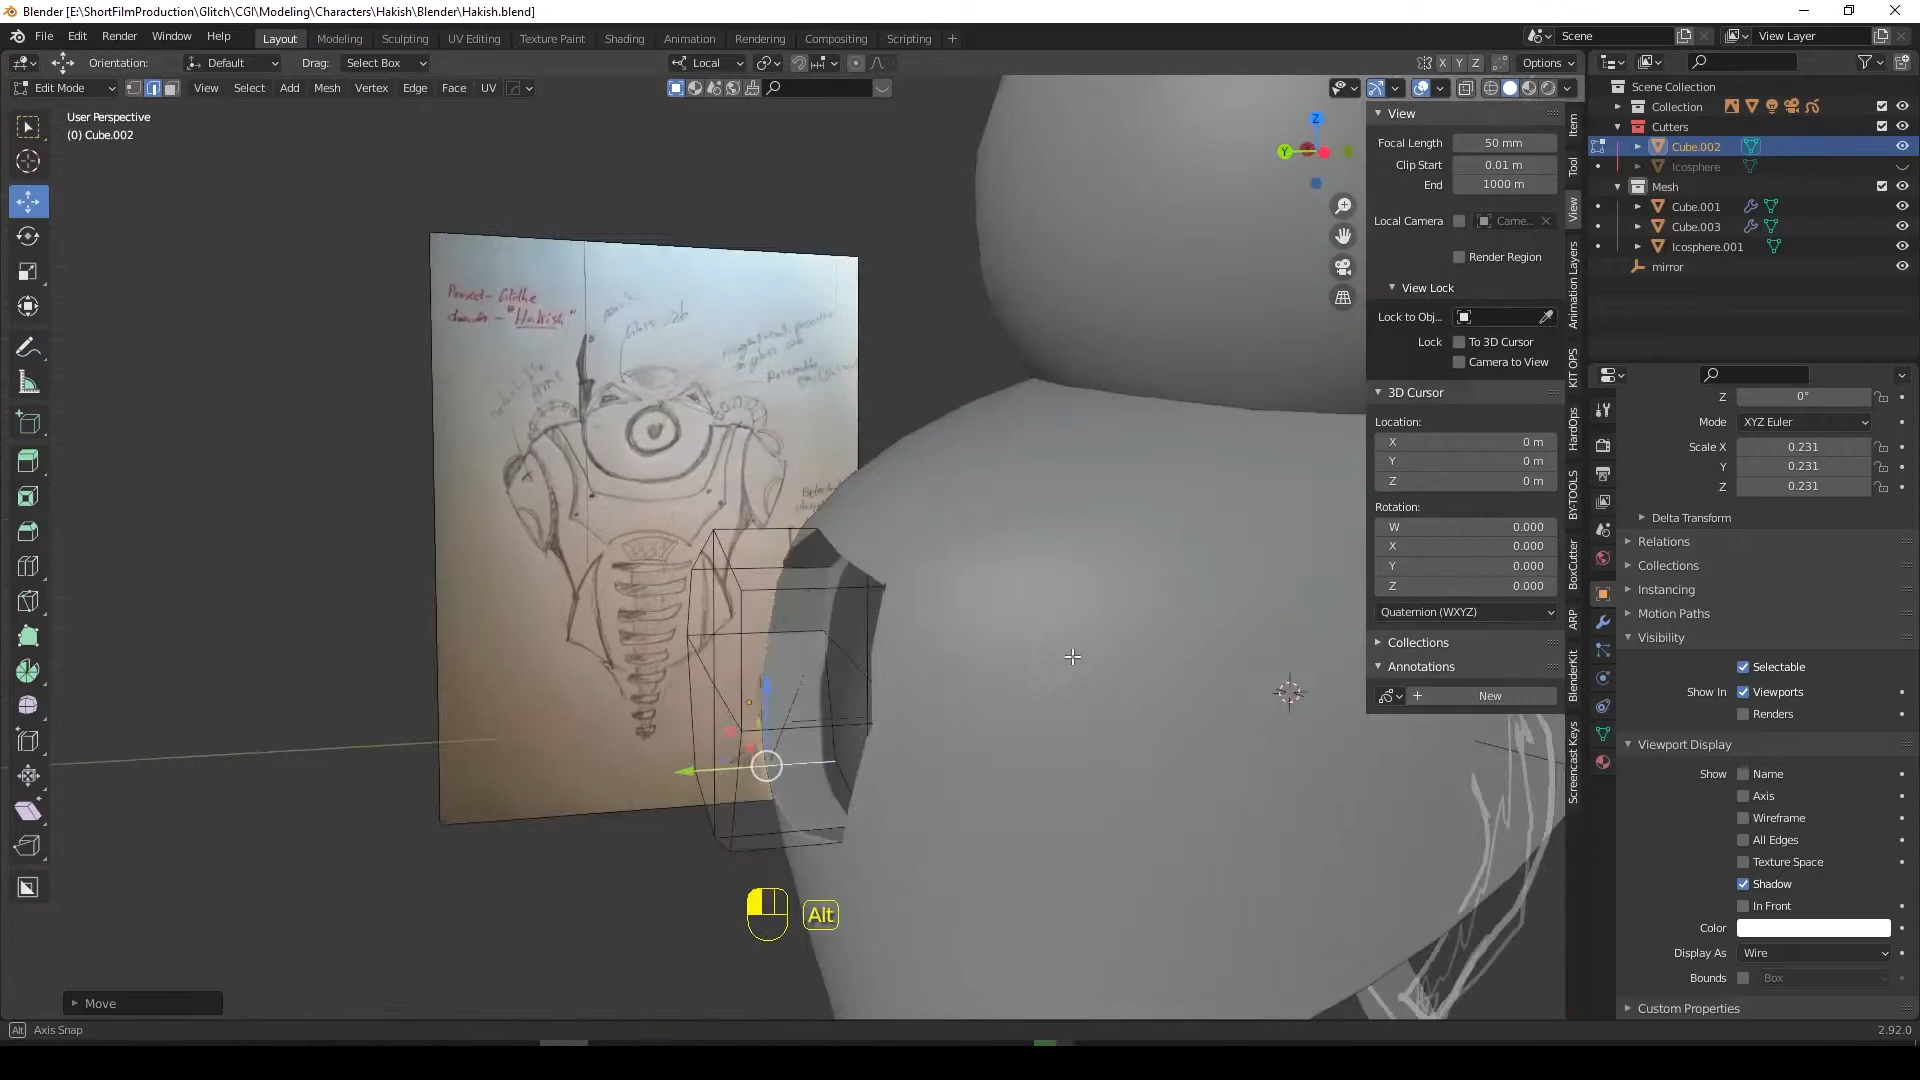 Blender [E:\ShortFilmProduction\Glitch\CGI\Modeling\Characters\Hakish\Blender\Hakish.blend]
File Edit Render Window Help
Layout Modeling Sculpting UV Editing Texture Paint Shading Animation Rendering Compositing Scripting +
Scene
View Layer
Orientation: Default Drag: Select Box
Local
X Y Z Options
Edit Mode View Select Add Mesh Vertex Edge Face UV
User Perspective
(0) Cube.002
Z
Y
"Hakish"
Alt
Move
Alt Axis Snap
2.92.0
View
Focal Length 50 mm
Clip Start 0.01 m
End 1000 m
Local Camera Came...
Render Region
View Lock
Lock to Obj...
Lock To 3D Cursor
Camera to View
3D Cursor
Location:
X 0 m
Y 0 m
Z 0 m
Rotation:
W 0.000
X 0.000
Y 0.000
Z 0.000
Quaternion (WXYZ)
Collections
Annotations
New
Item
Tool
View
Animation Layers
KIT OPS
HardOps
BY-TOOLS
BoxCutter
ARP
BlenderKit
Screencast Keys
Scene Collection
Collection
Cutters
Cube.002
Icosphere
Mesh
Cube.001
Cube.003
Icosphere.001
mirror
Z 0°
Mode XYZ Euler
Scale X 0.231
Y 0.231
Z 0.231
Delta Transform
Relations
Collections
Instancing
Motion Paths
Visibility
Selectable
Show In Viewports
Renders
Viewport Display
Show Name
Axis
Wireframe
All Edges
Texture Space
Shadow
In Front
Color
Display As Wire
Bounds Box
Custom Properties